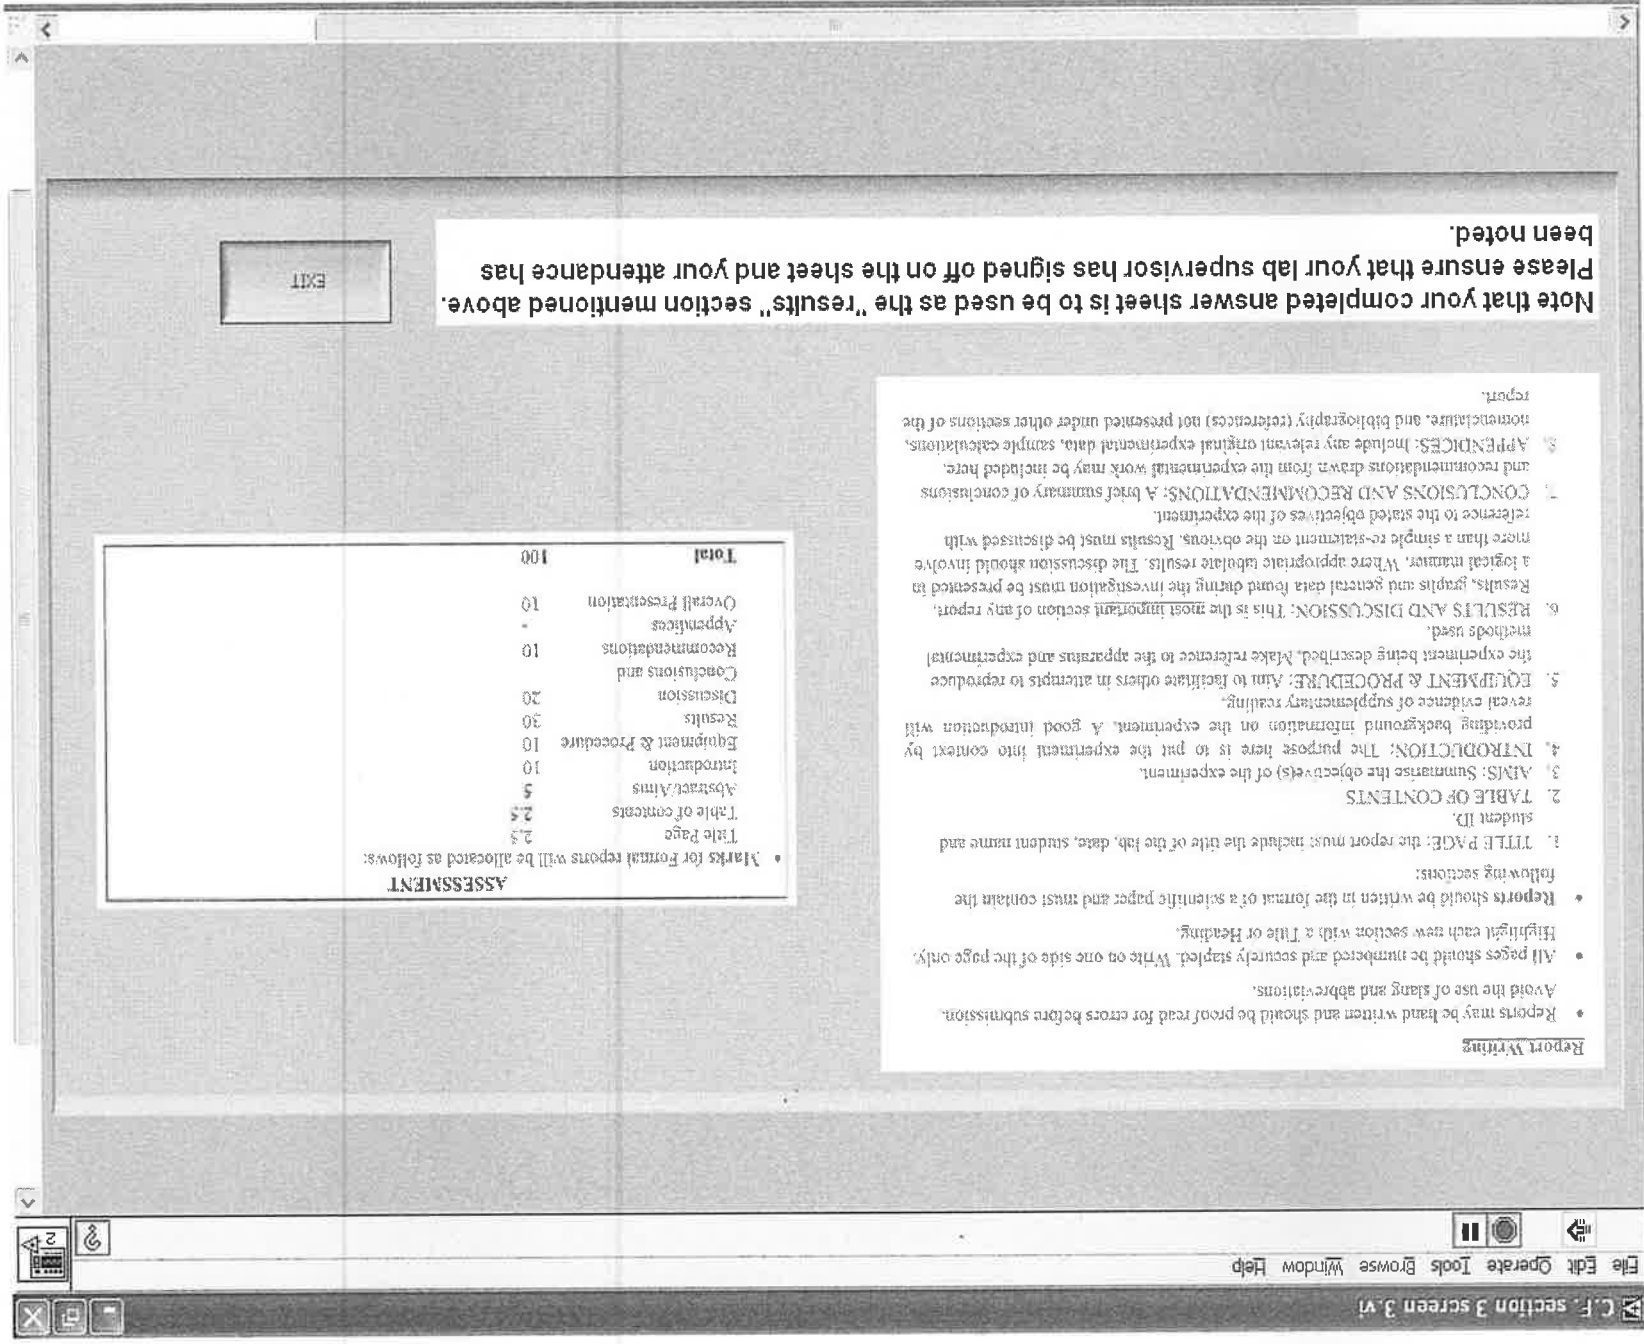 C.F. section 3 screen 3.vi
File Edit Operate Tools Browse Window Help
2
Report Writing
• Reports may be hand written and should be proof read for errors before submission.
Avoid the use of slang and abbreviations.
• All pages should be numbered and securely stapled. Write on one side of the page only.
Highlight each new section with a Title or Heading.
• Reports should be written in the format of a scientific paper and must contain the
following sections:
1. TITLE PAGE: the report must include the title of the lab, date, student name and
student ID.
2. TABLE OF CONTENTS
3. AIMS: Summarise the objective(s) of the experiment.
4. INTRODUCTION: The purpose here is to put the experiment into context by
providing background information on the experiment. A good introduction will
reveal evidence of supplementary reading.
5. EQUIPMENT & PROCEDURE: Aim to facilitate others in attempts to reproduce
the experiment being described. Make reference to the apparatus and experimental
methods used.
6. RESULTS AND DISCUSSION: This is the most important section of any report.
Results, graphs and general data found during the investigation must be presented in
a logical manner. Where appropriate tabulate results. The discussion should involve
more than a simple re-statement on the obvious. Results must be discussed with
reference to the stated objectives of the experiment.
7. CONCLUSIONS AND RECOMMENDATIONS: A brief summary of conclusions
and recommendations drawn from the experimental work may be included here.
8. APPENDICES: Include any relevant original experimental data, sample calculations,
nomenclature, and bibliography (references) not presented under other sections of the
report.
ASSESSMENT
• Marks for Formal reports will be allocated as follows:
Title Page 2.5
Table of contents 2.5
Abstract/Aims 5
Introduction 10
Equipment & Procedure 10
Results 30
Discussion 20
Conclusions and
Recommendations 10
Appendices -
Overall Presentation 10
Total 100
Note that your completed answer sheet is to be used as the "results" section mentioned above.
Please ensure that your lab supervisor has signed off on the sheet and your attendance has
been noted.
EXIT